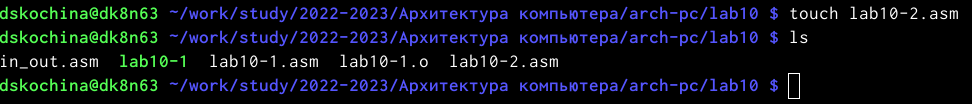 dskochina@dk8n63 ~/work/study/2022-2023/Архитектура компьютера/arch-pc/lab10 $ touch lab10-2.asm
dskochina@dk8n63 ~/work/study/2022-2023/Архитектура компьютера/arch-pc/lab10 $ ls
in_out.asm lab10-1 lab10-1.asm lab10-1.o lab10-2.asm
dskochina@dk8n63 ~/work/study/2022-2023/Архитектура компьютера/arch-pc/lab10 $